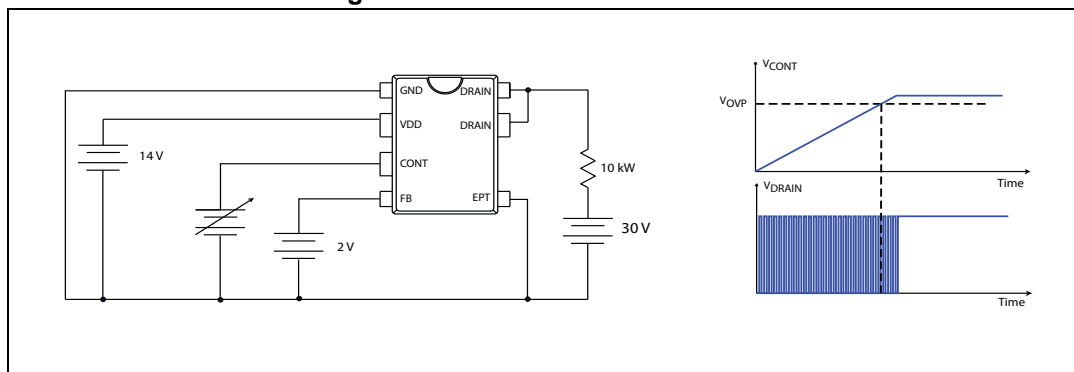 g
GND DRAIN
VDD DRAIN
CONT
FB EPT
14 V
2 V
10 kW
30 V
VCONT
VOVP
Time
VDRAIN
Time